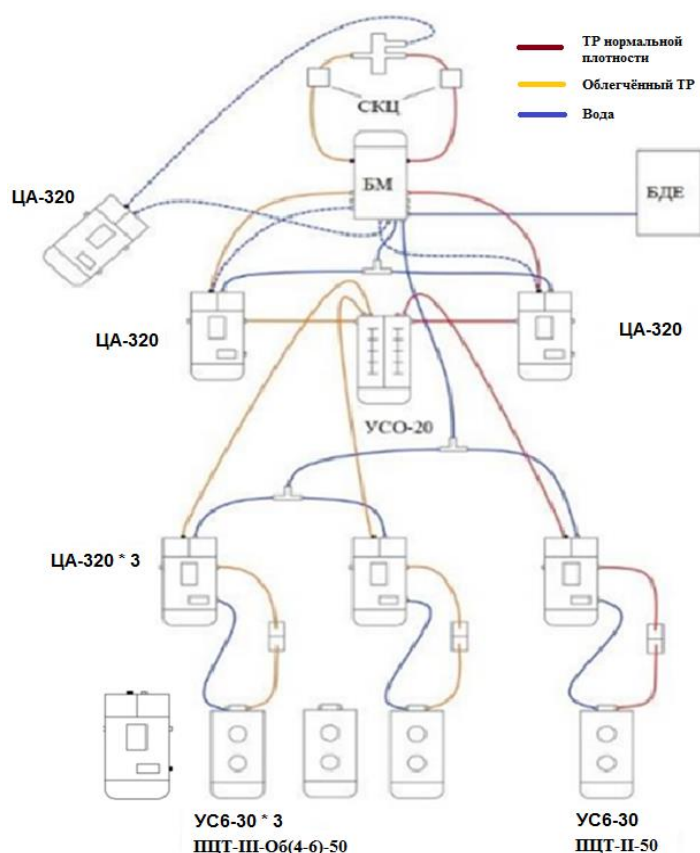 ТР нормальной
плотности
Облегчённый ТР
Вода
СКЦ
БМ
БДЕ
ЦА-320
ЦА-320
ЦА-320
УСО-20
ЦА-320 * 3
УС6-30 * 3
ПЦТ-III-Об(4-6)-50
УС6-30
ПЦТ-II-50